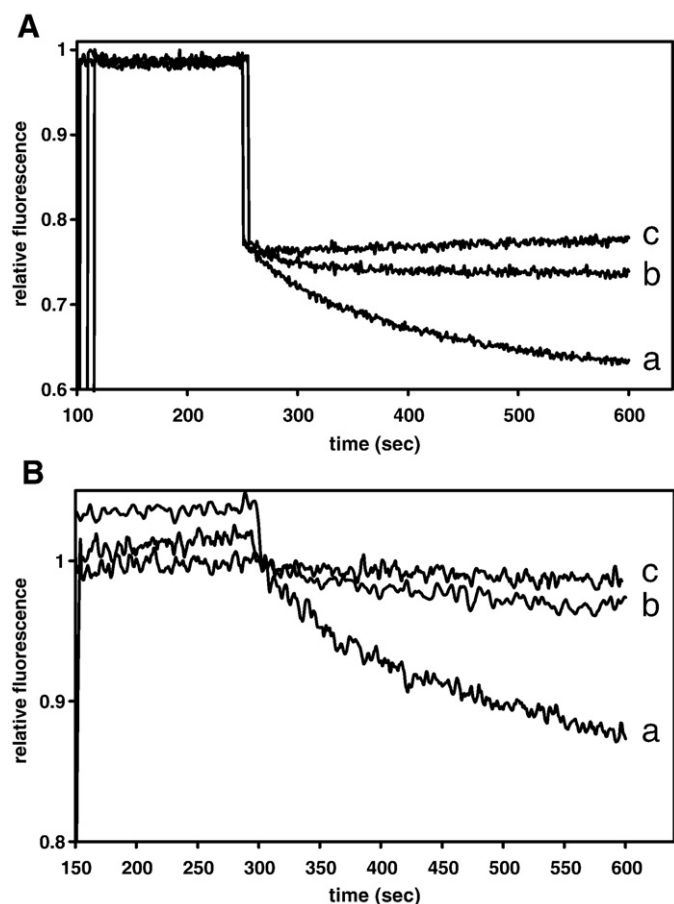 A
1
0.9
0.8
0.7
0.6
relative fluorescence
c
b
a
100 200 300 400 500 600
time (sec)
B
1
0.9
0.8
relative fluorescence
c
b
a
150 200 250 300 350 400 450 500 550 600
time (sec)